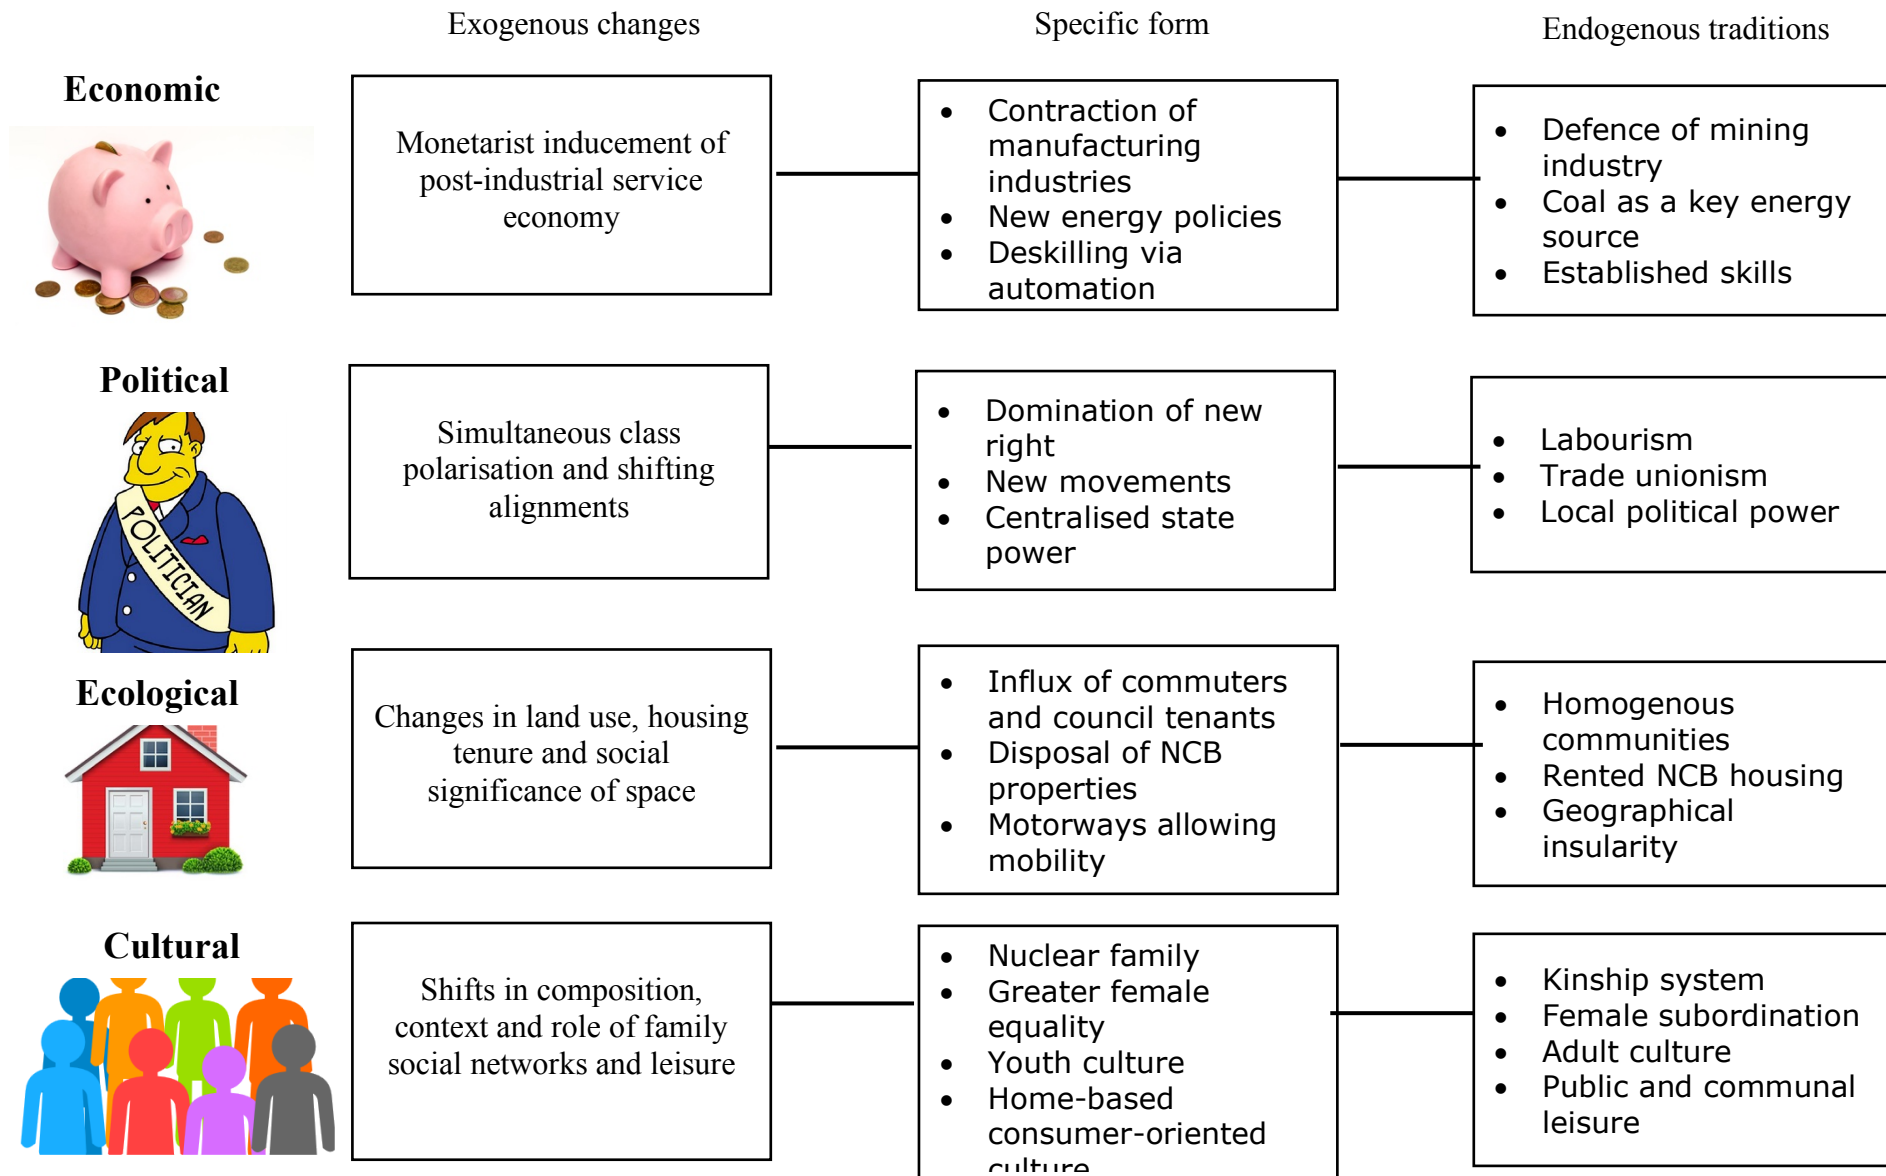 Exogenous changes
Specific form
Endogenous traditions
Economic
Monetarist inducement of
post-industrial service
economy
• Contraction of
manufacturing
industries
• New energy policies
• Deskilling via
automation
• Defence of mining
industry
• Coal as a key energy
source
• Established skills
Political
POLITICIAN
Simultaneous class
polarisation and shifting
alignments
• Domination of new
right
• New movements
• Centralised state
power
• Labourism
• Trade unionism
• Local political power
Ecological
Changes in land use, housing
tenure and social
significance of space
• Influx of commuters
and council tenants
• Disposal of NCB
properties
• Motorways allowing
mobility
• Homogenous
communities
• Rented NCB housing
• Geographical
insularity
Cultural
Shifts in composition,
context and role of family
social networks and leisure
• Nuclear family
• Greater female
equality
• Youth culture
• Home-based
consumer-oriented
culture
• Kinship system
• Female subordination
• Adult culture
• Public and communal
leisure